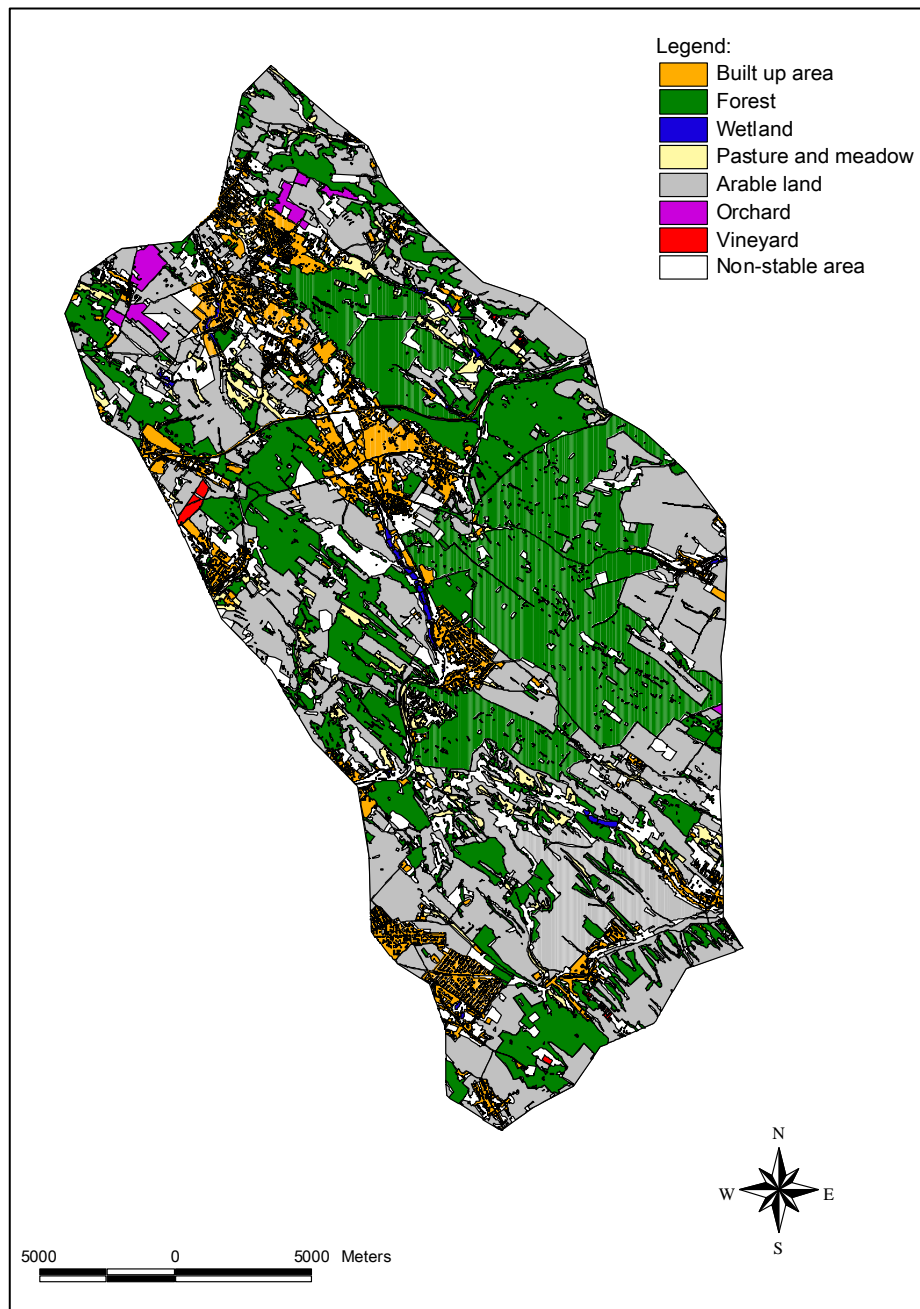 Legend:
Built up area
Forest
Wetland
Pasture and meadow
Arable land
Orchard
Vineyard
Non-stable area
N
W E
S
5000 0 5000 Meters